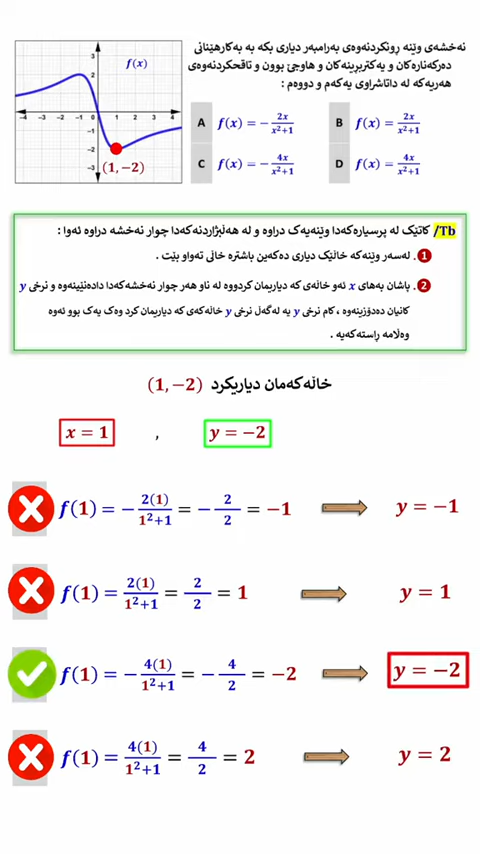 نەخشەی وێنە ڕونکردنەوەی بەرامبەر دیاری بکە بە بەکارهێنانی
دەرکەنارەکان و یەکتربڕینەکان و هاوجێ بوون و تاقحکردنەوەی
هەریەکە لە داتاشراوی یەکەم و دووەم :
f(x)
(1, −2)
A f(x) = − 2x/x²+1
B f(x) = 2x/x²+1
C f(x) = − 4x/x²+1
D f(x) = 4x/x²+1
Tb/ کاتێک لە پرسیارەکەدا وێنەیەک دراوە و لە هەڵبژاردنەکەدا چوار نەخشە دراوە ئەوا :
1. لەسەر وێنەکە خاڵێک دیاری دەکەین باشترە خاڵی تەواو بێت .
2. پاشان بەهای x ئەو خاڵەی کە دیاریمان کردووە لە ناو هەر چوار نەخشەکەدا دادەنێینەوە و نرخی y
کانیان دەدۆزینەوە ، کام نرخی y یە لەگەڵ نرخی y خاڵەکەی کە دیاریمان کرد وەک یەک بوو ئەوە
وەڵامە ڕاستەکەیە .
خاڵەکەمان دیاریکرد (1, −2)
x = 1 , y = −2
f(1) = − 2(1)/1²+1 = − 2/2 = −1 y = −1
f(1) = 2(1)/1²+1 = 2/2 = 1 y = 1
f(1) = − 4(1)/1²+1 = − 4/2 = −2 y = −2
f(1) = 4(1)/1²+1 = 4/2 = 2 y = 2